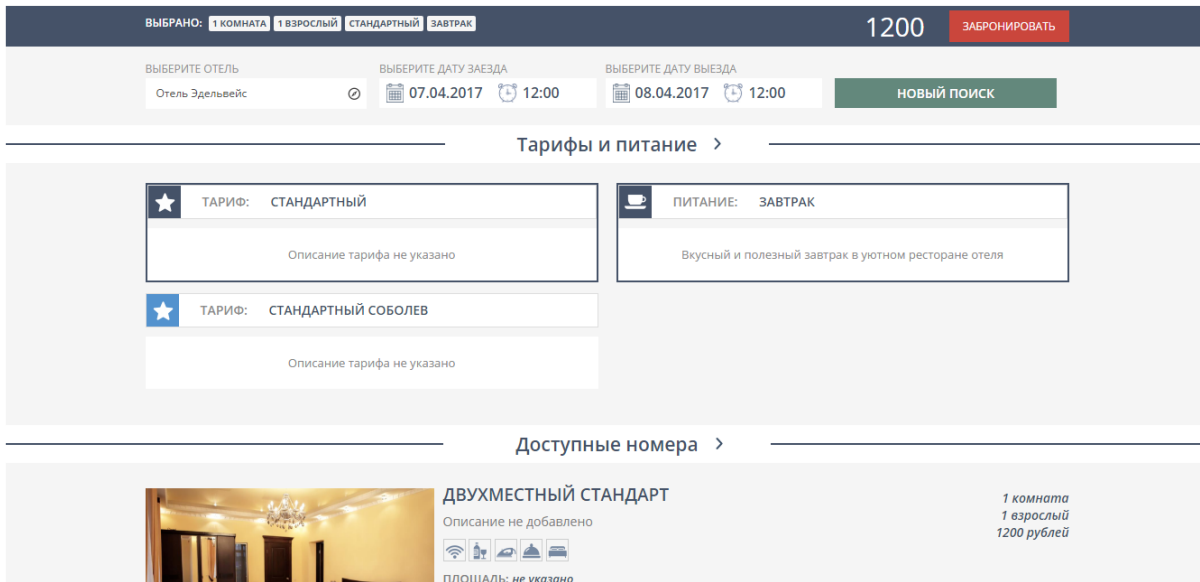 ВЫБРАНО: 1 КОМНАТА 1 ВЗРОСЛЫЙ СТАНДАРТНЫЙ ЗАВТРАК 1200 ЗАБРОНИРОВАТЬ
ВЫБЕРИТЕ ОТЕЛЬ ВЫБЕРИТЕ ДАТУ ЗАЕЗДА ВЫБЕРИТЕ ДАТУ ВЫЕЗДА
Отель Эдельвейс 07.04.2017 12:00 08.04.2017 12:00 НОВЫЙ ПОИСК
Тарифы и питание
ТАРИФ: СТАНДАРТНЫЙ
Описание тарифа не указано
ПИТАНИЕ: ЗАВТРАК
Вкусный и полезный завтрак в уютном ресторане отеля
ТАРИФ: СТАНДАРТНЫЙ СОБОЛЕВ
Описание тарифа не указано
Доступные номера
ДВУХМЕСТНЫЙ СТАНДАРТ
Описание не добавлено
ПЛОЩАДЬ: не указано
1 комната
1 взрослый
1200 рублей